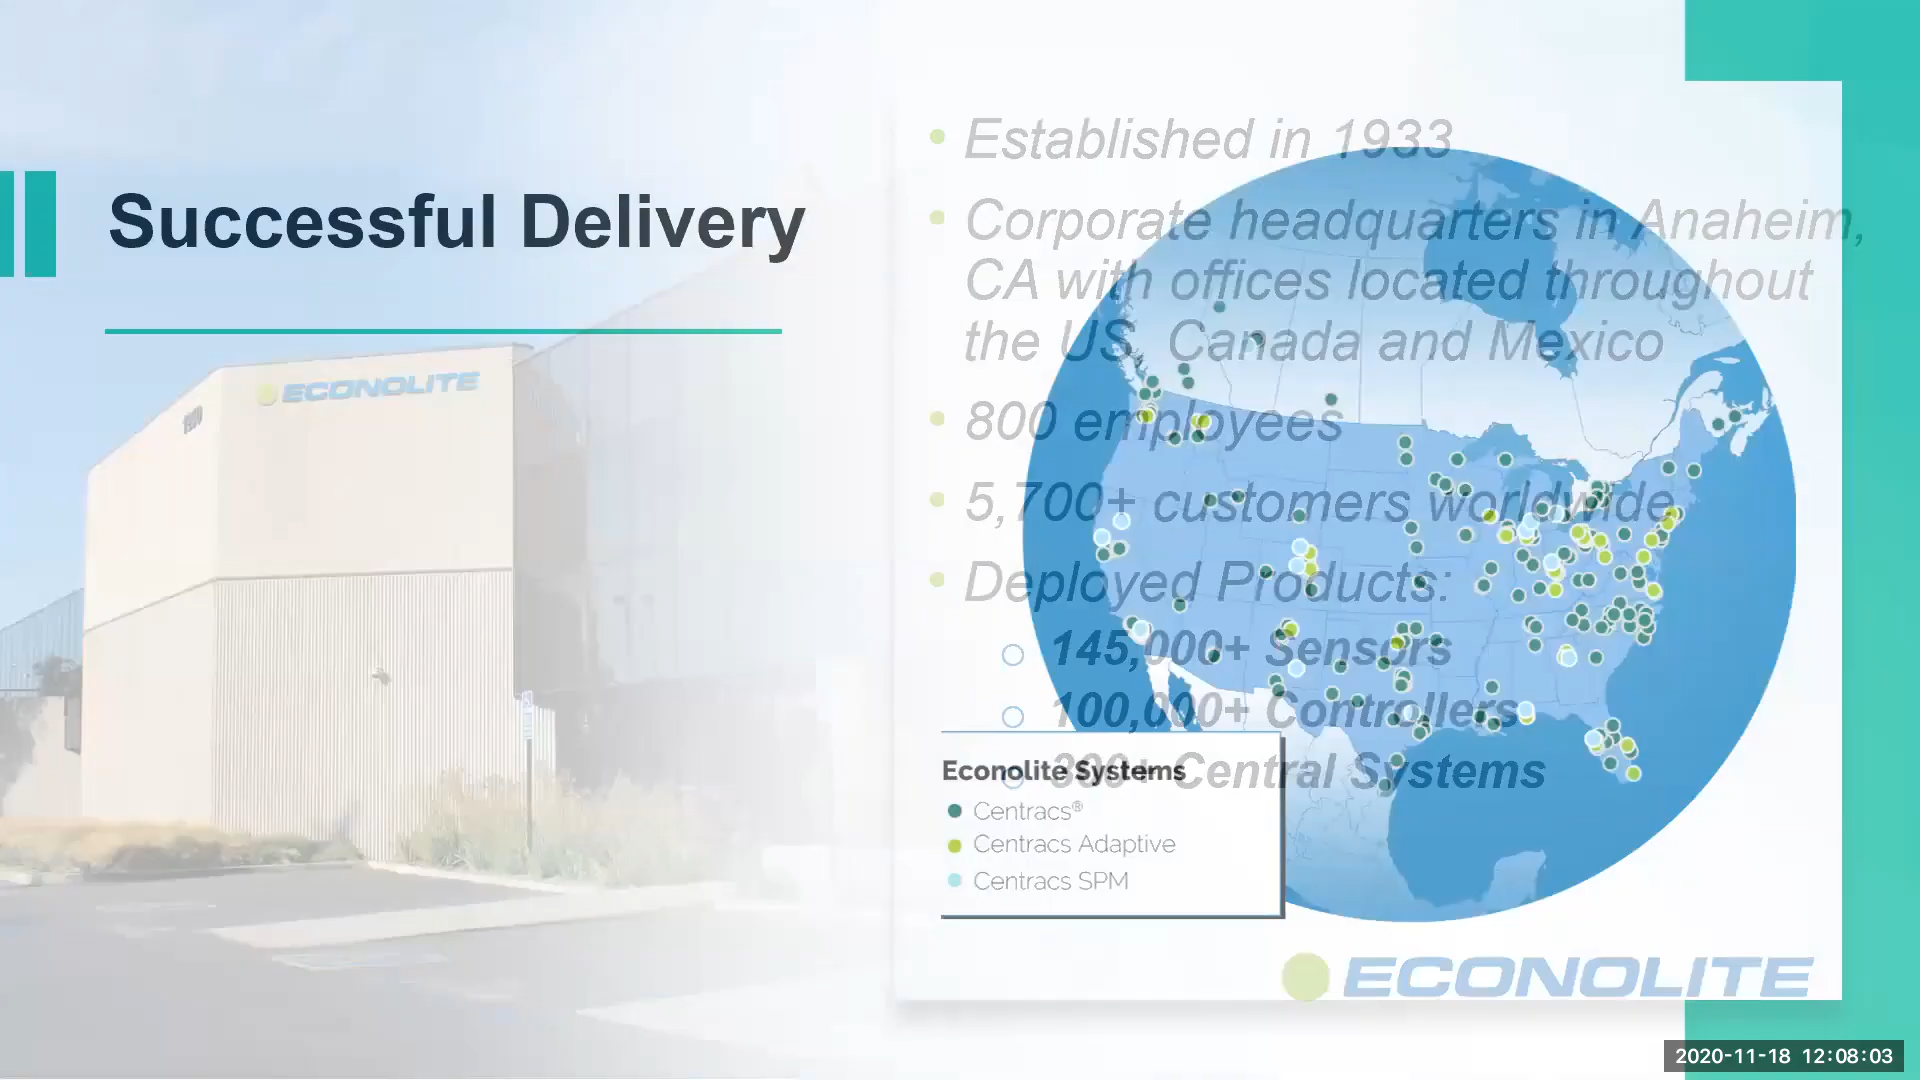 Successful Delivery
ECONOLITE
• Established in 1933
• Corporate headquarters in Anaheim,
CA with offices located throughout
the US, Canada and Mexico
• 800 employees
• 5,700+ customers worldwide
• Deployed Products:
145,000+ Sensors
100,000+ Controllers
300+ Central Systems
Econolite Systems
Centracs®
Centracs Adaptive
Centracs SPM
ECONOLITE
2020-11-18 12:08:03